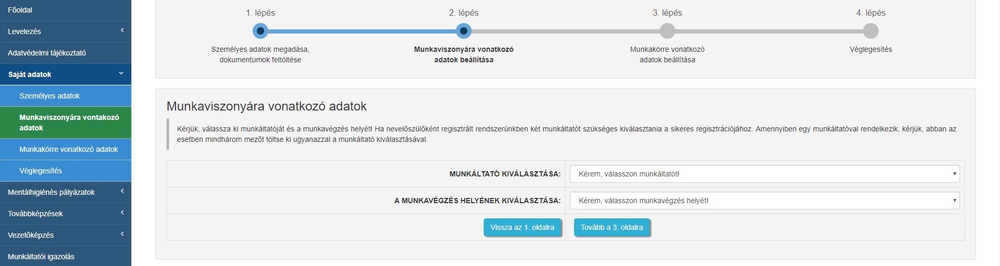 Főoldal
Levelezés
Adatvédelmi tájékoztató
Saját adatok
Személyes adatok
Munkaviszonyára vontakozó
adatok
Munkakörre vonatkozó adatok
Véglegesítés
Mentálhigiénés pályázatok
Továbbképzések
Vezetőképzés
Munkáltatói igazolás
1. lépés
2. lépés
3. lépés
4. lépés
Személyes adatok megadása,
dokumentumok feltöltése
Munkaviszonyára vonatkozó
adatok beállítása
Munkakörre vonatkozó
adatok beállítása
Véglegesítés
Munkaviszonyára vonatkozó adatok
Kérjük, válassza ki munkáltatóját és a munkavégzés helyét! Ha nevelőszülőként regisztrált rendszerünkben két munkáltatót szükséges kiválasztania a sikeres regisztrációjához. Amennyiben egy munkáltatóval rendelkezik, kérjük, abban az
esetben mindhárom mezőt töltse ki ugyanazzal a munkáltató kiválasztásával.
MUNKÁLTATÓ KIVÁLASZTÁSA:
Kérem, válasszon munkáltatót!
A MUNKAVÉGZÉS HELYÉNEK KIVÁLASZTÁSA:
Kérem, válasszon munkavégzés helyét!
Vissza az 1. oldalra
Tovább a 3. oldalra